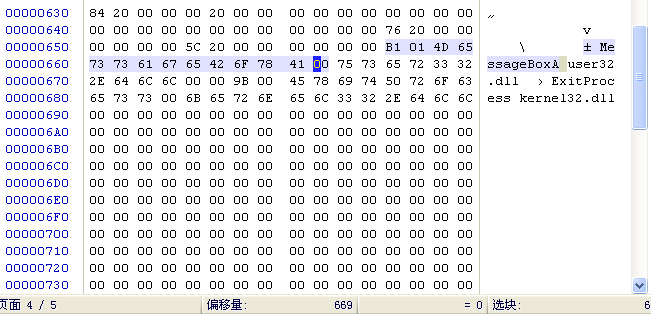 00000630 84 20 00 00 00 20 00 00 00 00 00 00 00 00 00 00 „
00000640 00 00 00 00 00 00 00 00 00 00 00 00 76 20 00 00 v
00000650 00 00 00 00 5C 20 00 00 00 00 00 00 B1 01 4D 65 \ ± Me
00000660 73 73 61 67 65 42 6F 78 41 00 75 73 65 72 33 32 ssageBoxA user32
00000670 2E 64 6C 6C 00 00 9B 00 45 78 69 74 50 72 6F 63 .dll › ExitProc
00000680 65 73 73 00 6B 65 72 6E 65 6C 33 32 2E 64 6C 6C ess kernel32.dll
00000690 00 00 00 00 00 00 00 00 00 00 00 00 00 00 00 00
000006A0 00 00 00 00 00 00 00 00 00 00 00 00 00 00 00 00
000006B0 00 00 00 00 00 00 00 00 00 00 00 00 00 00 00 00
000006C0 00 00 00 00 00 00 00 00 00 00 00 00 00 00 00 00
000006D0 00 00 00 00 00 00 00 00 00 00 00 00 00 00 00 00
000006E0 00 00 00 00 00 00 00 00 00 00 00 00 00 00 00 00
000006F0 00 00 00 00 00 00 00 00 00 00 00 00 00 00 00 00
00000700 00 00 00 00 00 00 00 00 00 00 00 00 00 00 00 00
00000710 00 00 00 00 00 00 00 00 00 00 00 00 00 00 00 00
00000720 00 00 00 00 00 00 00 00 00 00 00 00 00 00 00 00
00000730 00 00 00 00 00 00 00 00 00 00 00 00 00 00 00 00
页面 4 / 5 偏移量: 669 = 0 选块: 6